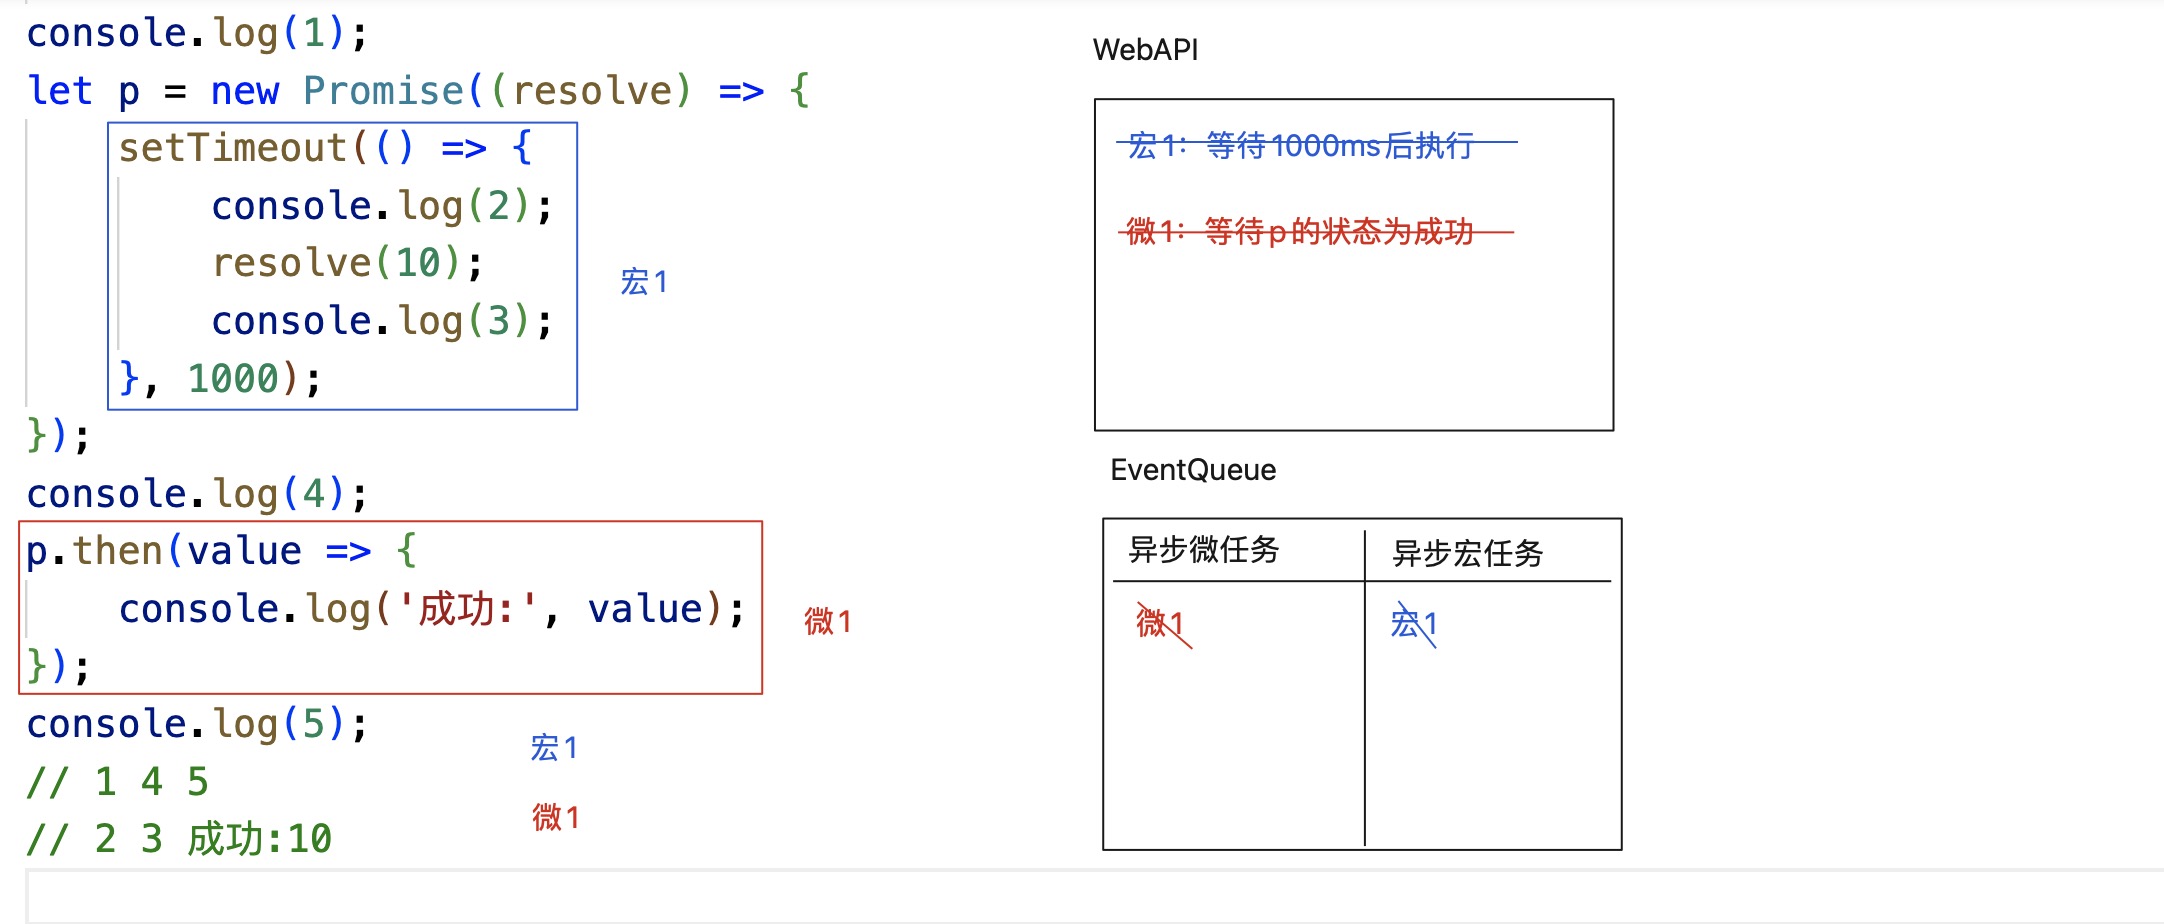 console.log(1);
let p = new Promise((resolve) => {
    setTimeout(() => {
        console.log(2);
        resolve(10);
        console.log(3);
    }, 1000);
});
宏1
console.log(4);
p.then(value => {
    console.log('成功:', value);
});
微1
console.log(5);
// 1 4 5
// 2 3 成功:10
宏1
微1
WebAPI
宏1: 等待1000ms后执行
微1: 等待p的状态为成功
EventQueue
异步微任务 异步宏任务
微1 宏1